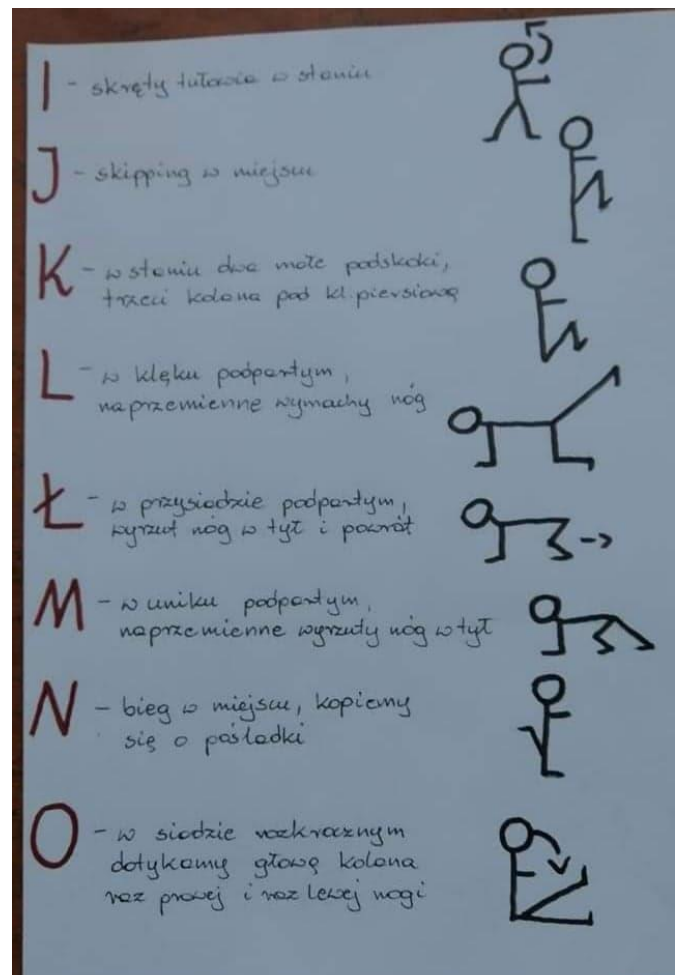 I - skręty tułowia w staniu
J - skipping w miejscu
K - w staniu dwa małe podskoki,
trzeci kolana pod kl. piersiową
L - w klęku podpartym,
naprzemienne wymachy nóg
Ł - w przysiadzie podpartym,
wyrzut nóg w tył i powrót
M - w uniku podpartym,
naprzemienne wyrzuty nóg w tył
N - bieg w miejscu, kopiemy
się o pośladki
O - w siadzie rozkrocznym
dotykamy głową kolana
raz prawej i raz lewej nogi